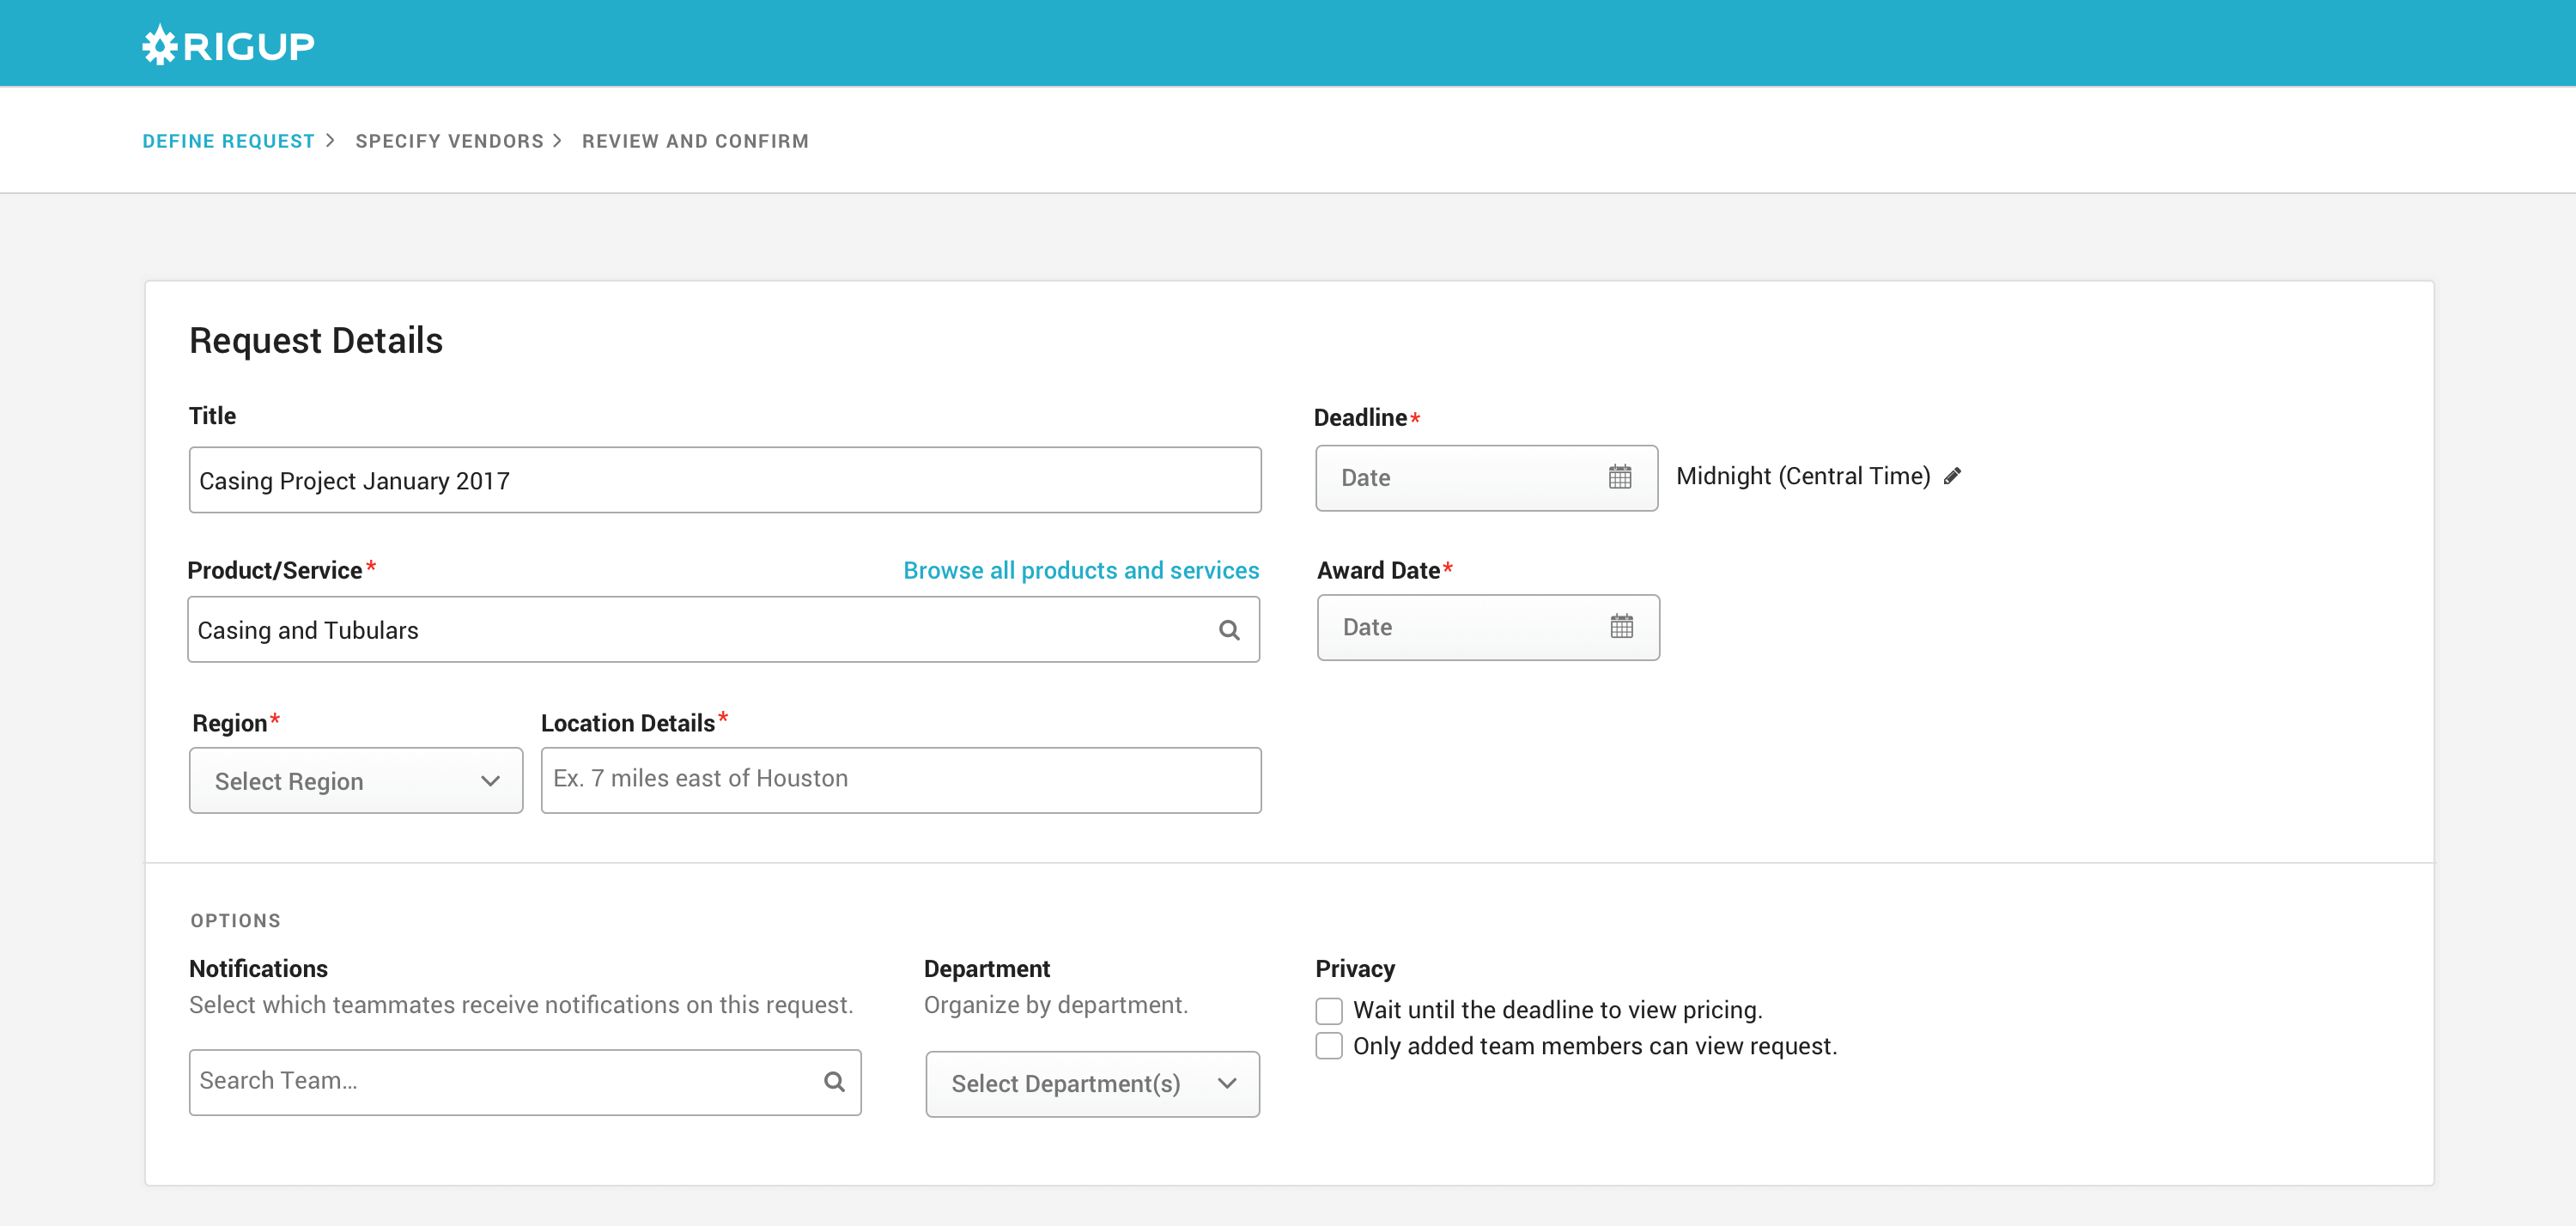 RIGUP
DEFINE REQUEST > SPECIFY VENDORS > REVIEW AND CONFIRM
Request Details
Title
Casing Project January 2017
Deadline*
Date
Midnight (Central Time)
Product/Service*
Browse all products and services
Casing and Tubulars
Award Date*
Date
Region*
Select Region
Location Details*
Ex. 7 miles east of Houston
OPTIONS
Notifications
Select which teammates receive notifications on this request.
Search Team...
Department
Organize by department.
Select Department(s)
Privacy
Wait until the deadline to view pricing.
Only added team members can view request.